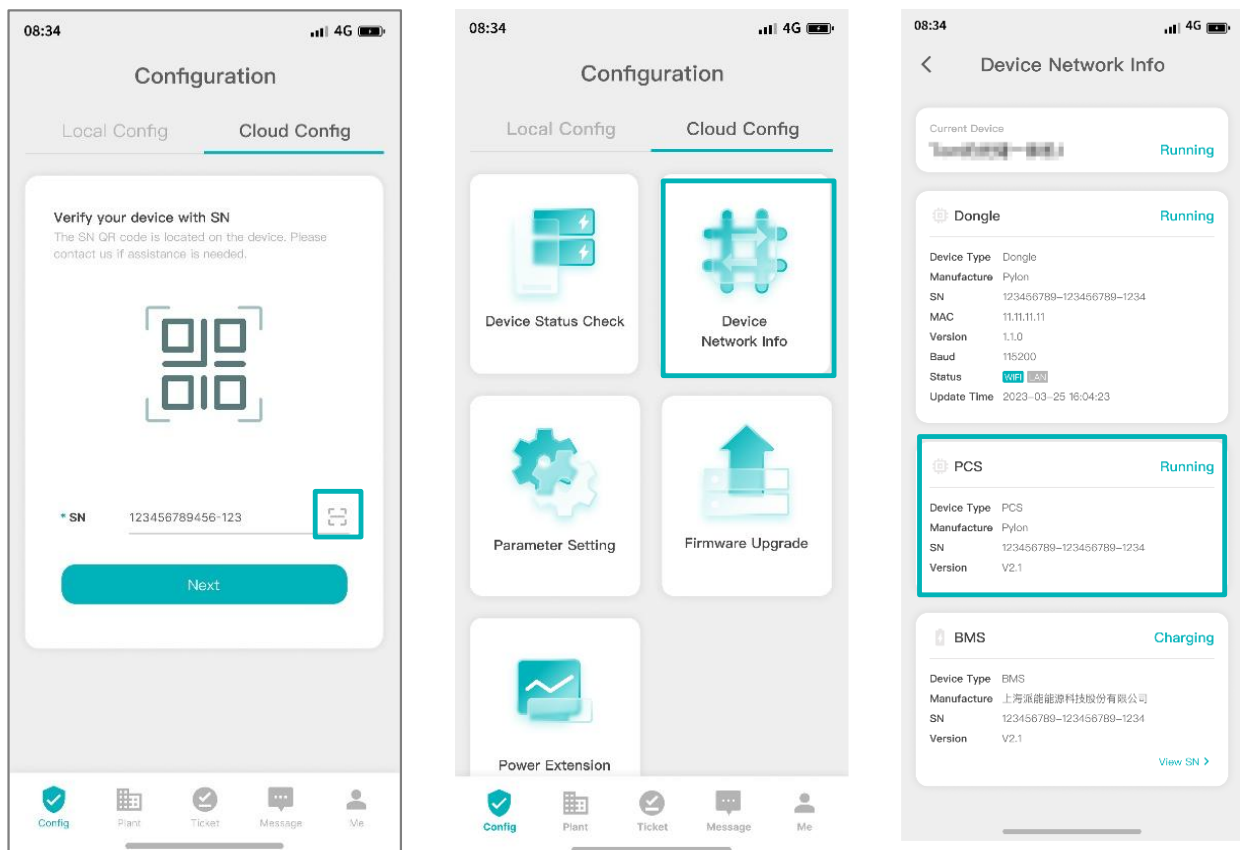 08:34
4G
Configuration
Local Config
Cloud Config
Verify your device with SN
The SN QR code is located on the device. Please
contact us if assistance is needed.
* SN 123456789456-123
Next
Config
Plant
Ticket
Message
Me
08:34
4G
Configuration
Local Config
Cloud Config
Device Status Check
Device
Network Info
Parameter Setting
Firmware Upgrade
Power Extension
Config
Plant
Ticket
Message
Me
08:34
4G
Device Network Info
Current Device
Running
Dongle
Running
Device Type Dongle
Manufacture Pylon
SN 123456789-123456789-1234
MAC 11.11.11.11
Version 1.1.0
Baud 115200
Status WIFI LAN
Update Time 2023-03-25 16:04:23
PCS
Running
Device Type PCS
Manufacture Pylon
SN 123456789-123456789-1234
Version V2.1
BMS
Charging
Device Type BMS
Manufacture 上海派能能源科技股份有限公司
SN 123456789-123456789-1234
Version V2.1
View SN >